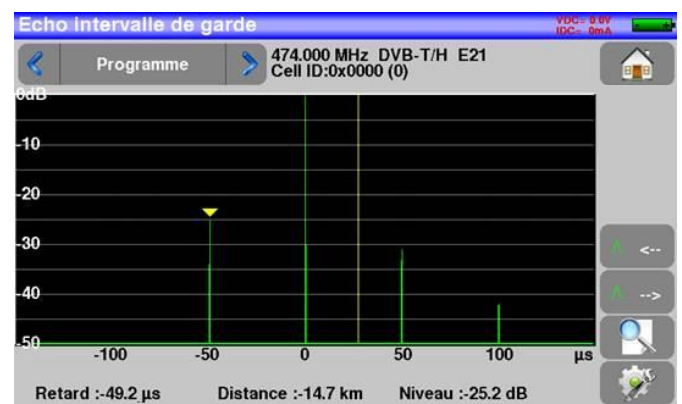 Echo intervalle de garde
VDC= 0.0V
IDC= 0mA
Programme
474.000 MHz DVB-T/H E21
Cell ID:0x0000 (0)
0dB
-10
-20
-30
-40
-50
-100 -50 0 50 100 µs
<--
-->
Retard :-49.2 µs Distance :-14.7 km Niveau :-25.2 dB